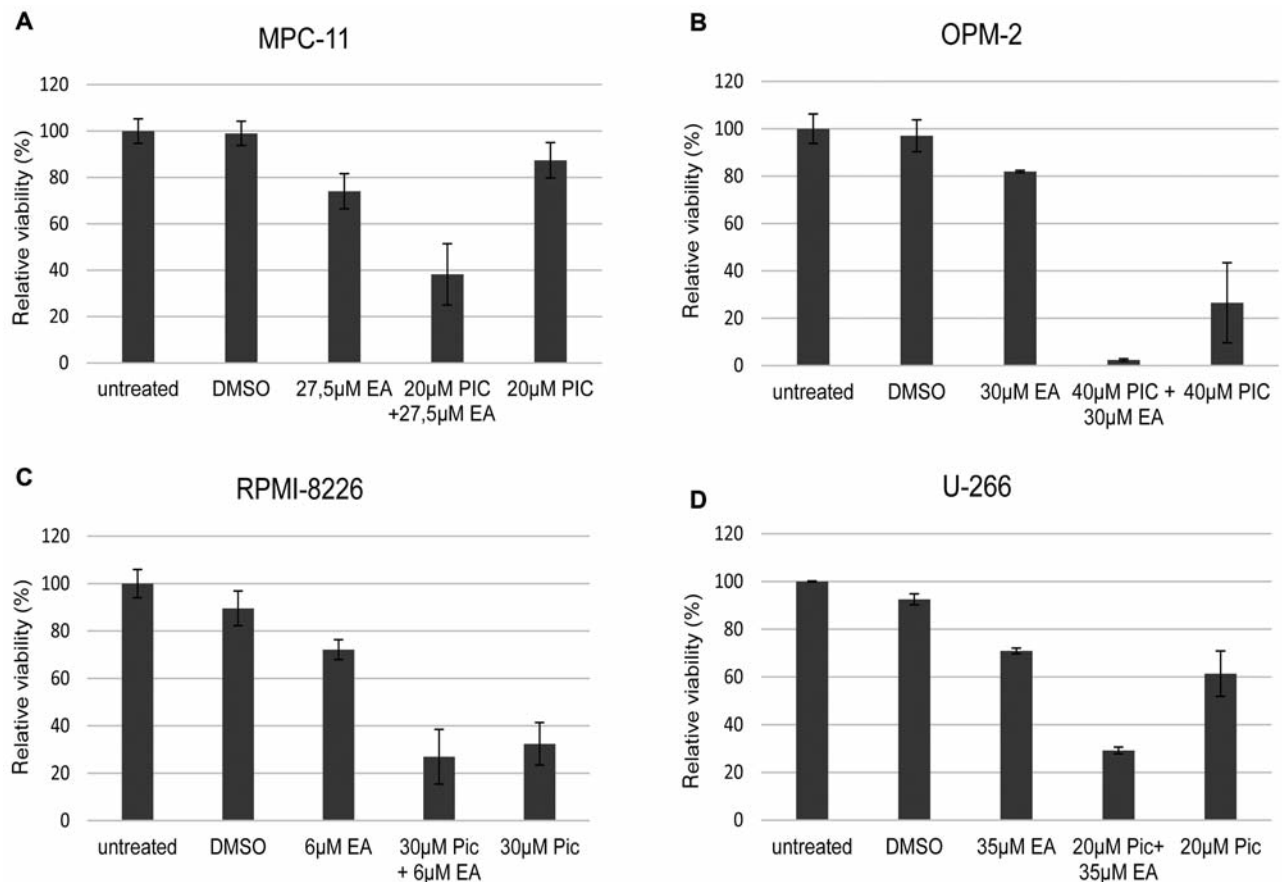 A
MPC-11
Relative viability (%)
120
100
80
60
40
20
0
untreated
DMSO
27,5µM EA
20µM PIC
+27,5µM EA
20µM PIC
B
OPM-2
Relative viability (%)
120
100
80
60
40
20
0
untreated
DMSO
30µM EA
40µM PIC +
30µM EA
40µM PIC
C
RPMI-8226
Relative viability (%)
120
100
80
60
40
20
0
untreated
DMSO
6µM EA
30µM Pic
+ 6µM EA
30µM Pic
D
U-266
Relative viability (%)
120
100
80
60
40
20
0
untreated
DMSO
35µM EA
20µM Pic+
35µM EA
20µM Pic